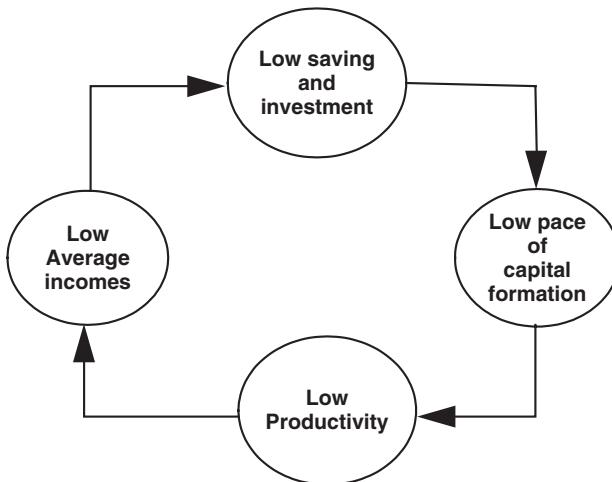 Low saving
and
investment
Low
Average
incomes
Low pace
of
capital
formation
Low
Productivity